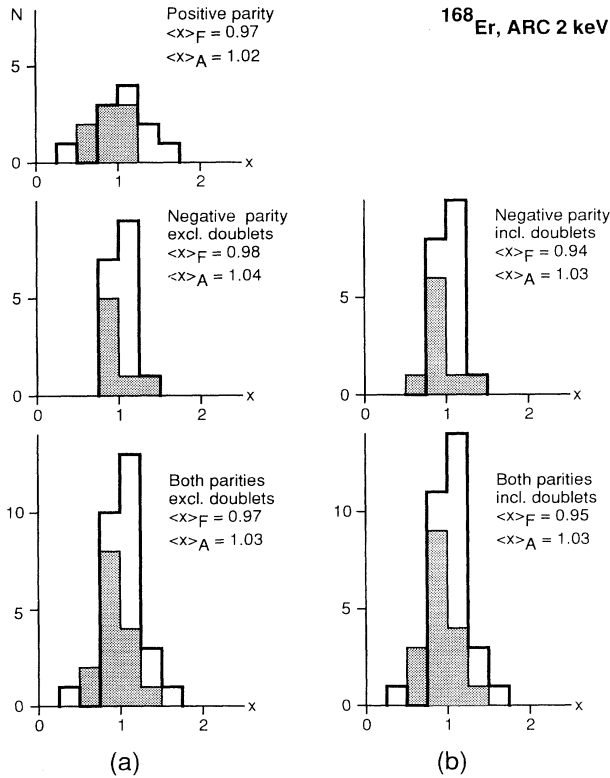 168Er, ARC 2 keV
N
Positive parity
<x>F = 0.97
<x>A = 1.02
5
0
0
1
2
x
Negative parity
excl. doublets
<x>F = 0.98
<x>A = 1.04
5
0
0
1
2
x
Negative parity
incl. doublets
<x>F = 0.94
<x>A = 1.03
5
0
0
1
2
x
Both parities
excl. doublets
<x>F = 0.97
<x>A = 1.03
10
5
0
0
1
2
x
Both parities
incl. doublets
<x>F = 0.95
<x>A = 1.03
10
5
0
0
1
2
x
(a)
(b)